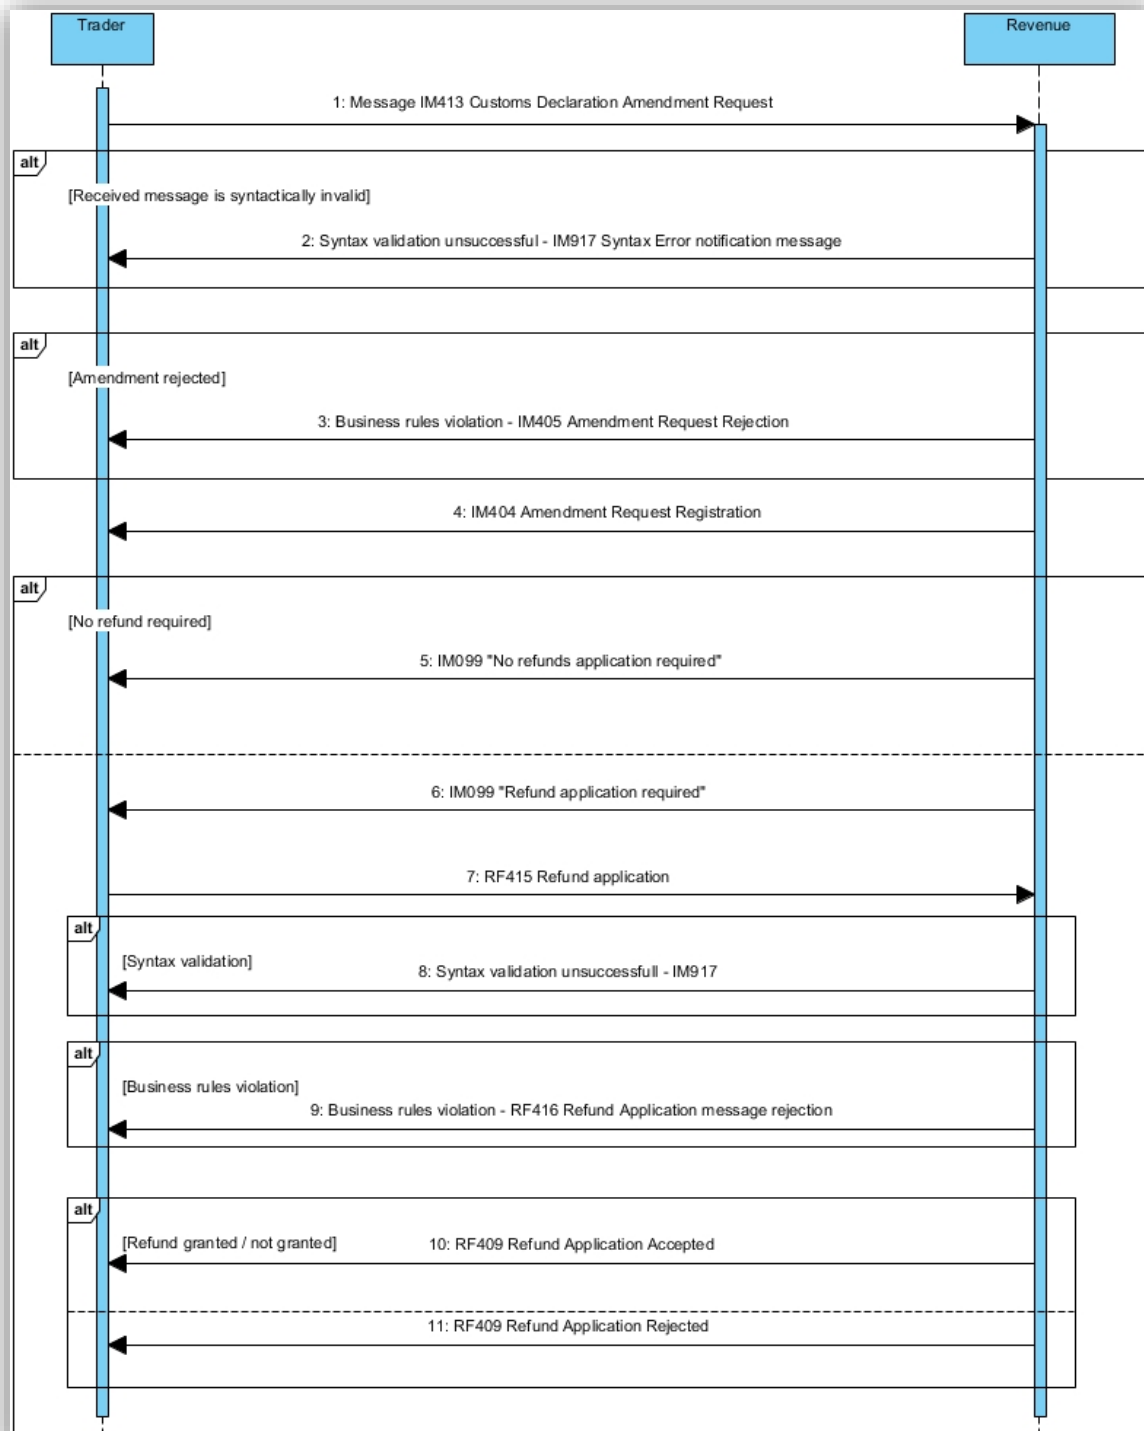 Trader
Revenue
1: Message IM413 Customs Declaration Amendment Request
alt
[Received message is syntactically invalid]
2: Syntax validation unsuccessful - IM917 Syntax Error notification message
alt
[Amendment rejected]
3: Business rules violation - IM405 Amendment Request Rejection
4: IM404 Amendment Request Registration
alt
[No refund required]
5: IM099 "No refunds application required"
6: IM099 "Refund application required"
7: RF415 Refund application
alt
[Syntax validation]
8: Syntax validation unsuccessfull - IM917
alt
[Business rules violation]
9: Business rules violation - RF416 Refund Application message rejection
alt
[Refund granted / not granted]
10: RF409 Refund Application Accepted
11: RF409 Refund Application Rejected